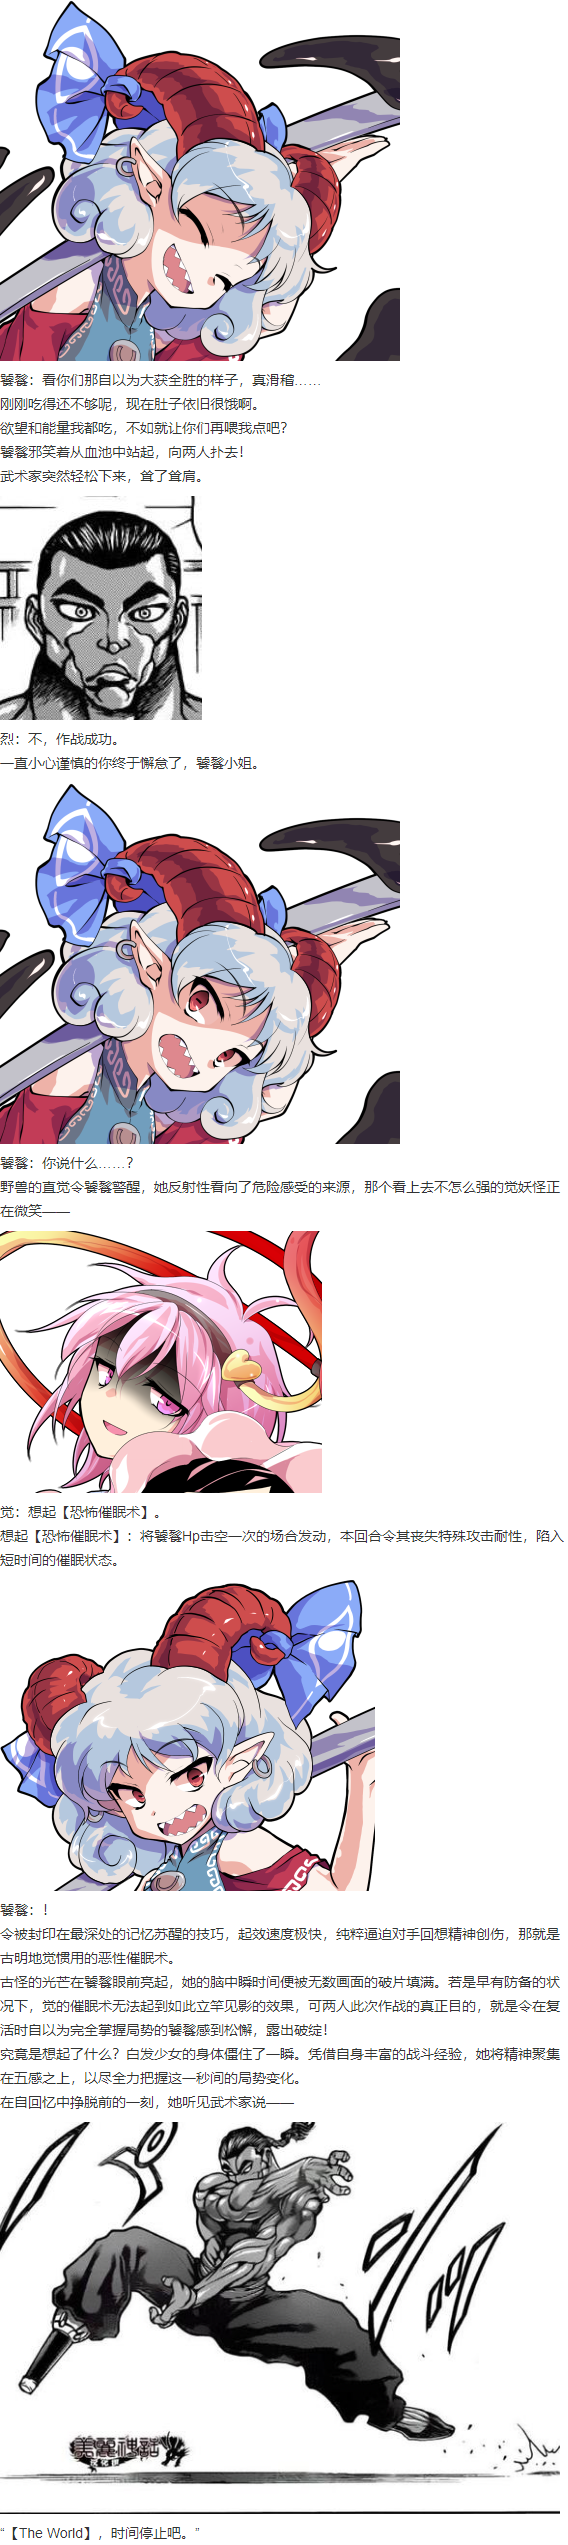 饕餮：看你们那自以为大获全胜的样子，真滑稽……
刚刚吃得还不够呢，现在肚子依旧很饿啊。
欲望和能量我都吃，不如就让你们再喂我点吧？
饕餮邪笑着从血池中站起，向两人扑去！
武术家突然轻松下来，耸了耸肩。
烈：不，作战成功。
一直小心谨慎的你终于懈怠了，饕餮小姐。
饕餮：你说什么……？
野兽的直觉令饕餮警醒，她反射性看向了危险感受的来源，那个看上去不怎么强的觉妖怪正
在微笑——
觉：想起【恐怖催眠术】。
想起【恐怖催眠术】：将饕餮Hp击空一次的场合发动，本回合令其丧失特殊攻击耐性，陷入
短时间的催眠状态。
饕餮：！
令被封印在最深处的记忆苏醒的技巧，起效速度极快，纯粹逼迫对手回想精神创伤，那就是
古明地觉惯用的恶性催眠术。
古怪的光芒在饕餮眼前亮起，她的脑中瞬时间便被无数画面的破片填满。若是早有防备的状
况下，觉的催眠术无法起到如此立竿见影的效果，可两人此次作战的真正目的，就是令在复
活时自以为完全掌握局势的饕餮感到松懈，露出破绽！
究竟是想起了什么？白发少女的身体僵住了一瞬。凭借自身丰富的战斗经验，她将精神聚集
在五感之上，以尽全力把握这一秒间的局势变化。
在自回忆中挣脱前的一刻，她听见武术家说——
美麗神話
“【The World】，时间停止吧。”